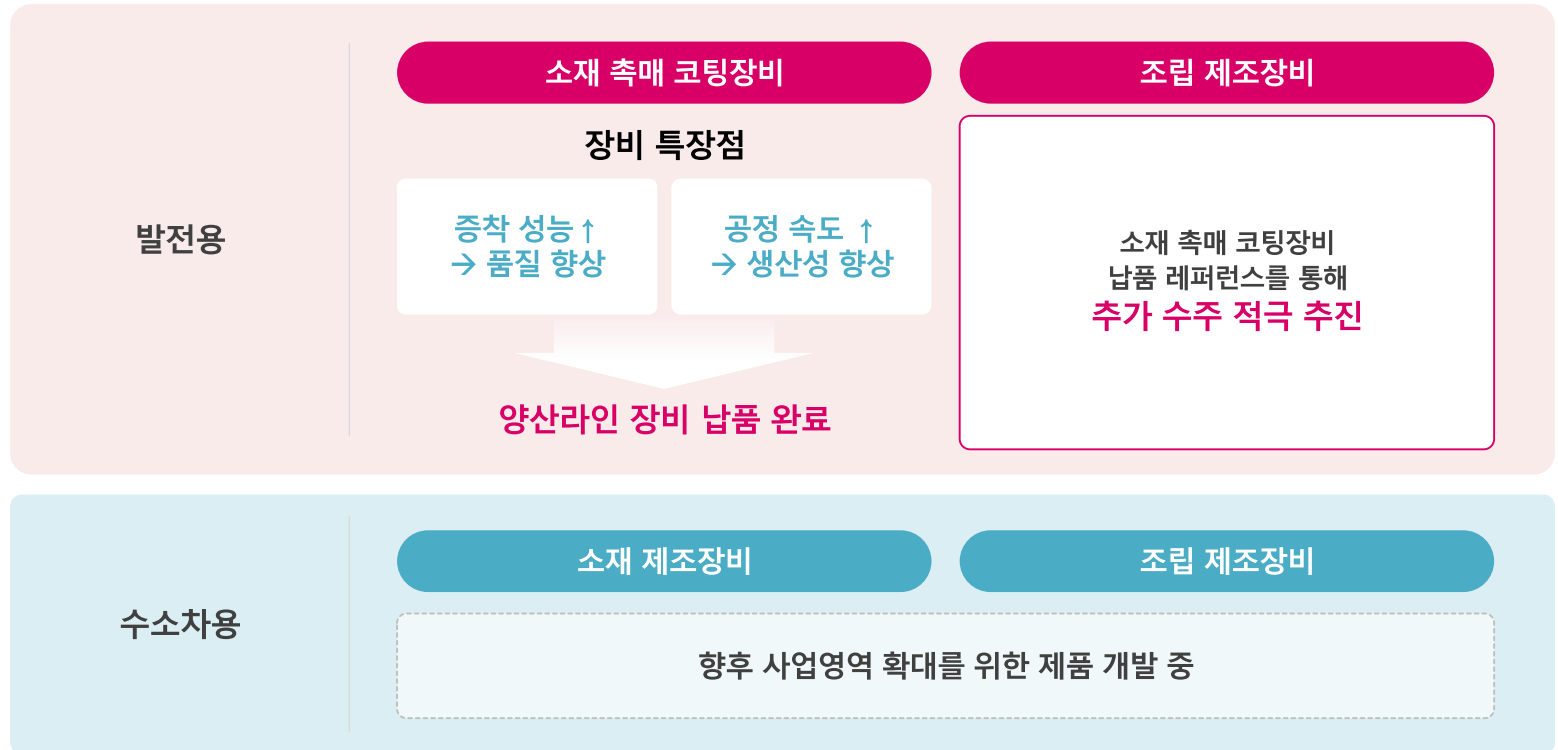 발전용
소재 촉매 코팅장비
장비 특장점
증착 성능↑
→ 품질 향상
공정 속도 ↑
→ 생산성 향상
양산라인 장비 납품 완료
조립 제조장비
소재 촉매 코팅장비
납품 레퍼런스를 통해
추가 수주 적극 추진
수소차용
소재 제조장비
조립 제조장비
향후 사업영역 확대를 위한 제품 개발 중